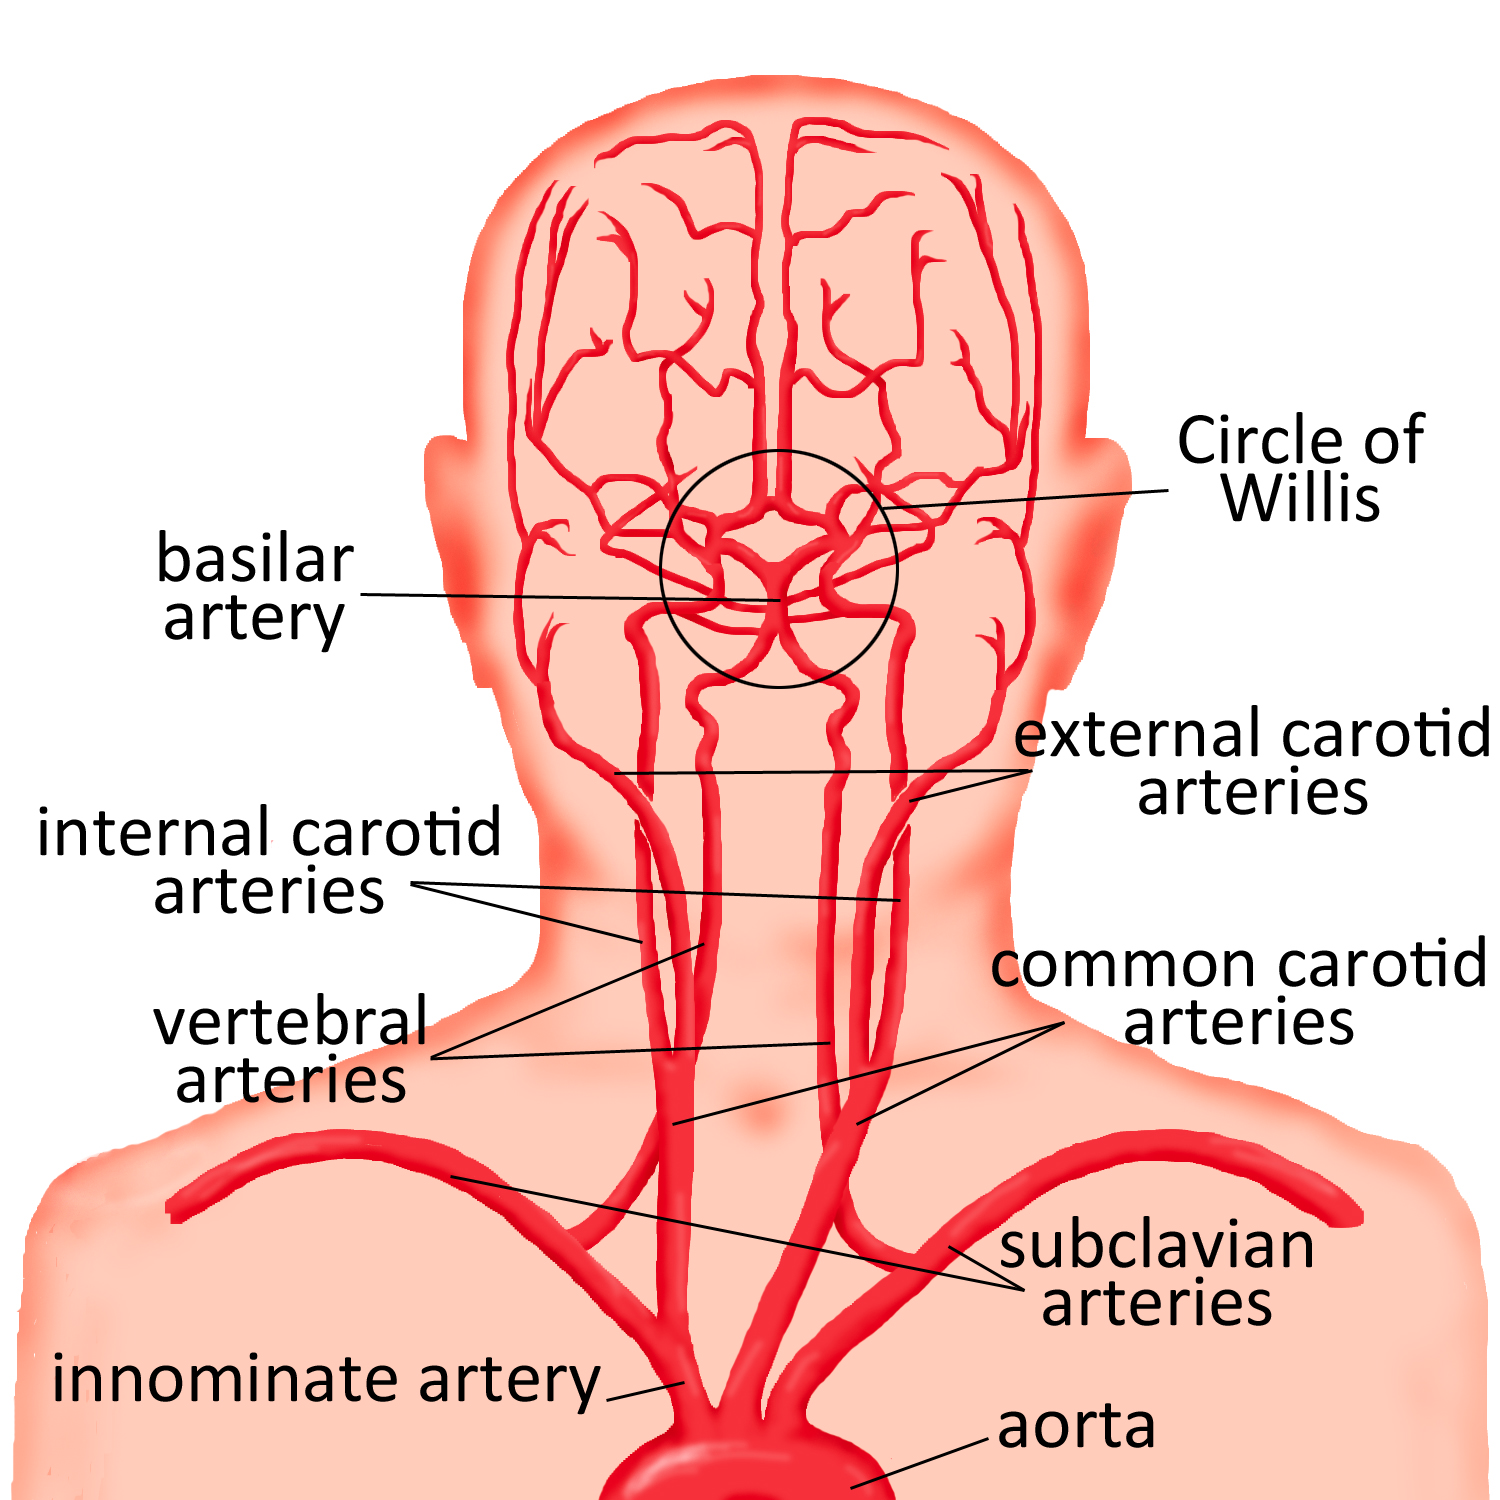 Circle of
Willis
basilar
artery
external carotid
arteries
internal carotid
arteries
common carotid
arteries
vertebral
arteries
subclavian
arteries
innominate artery
aorta